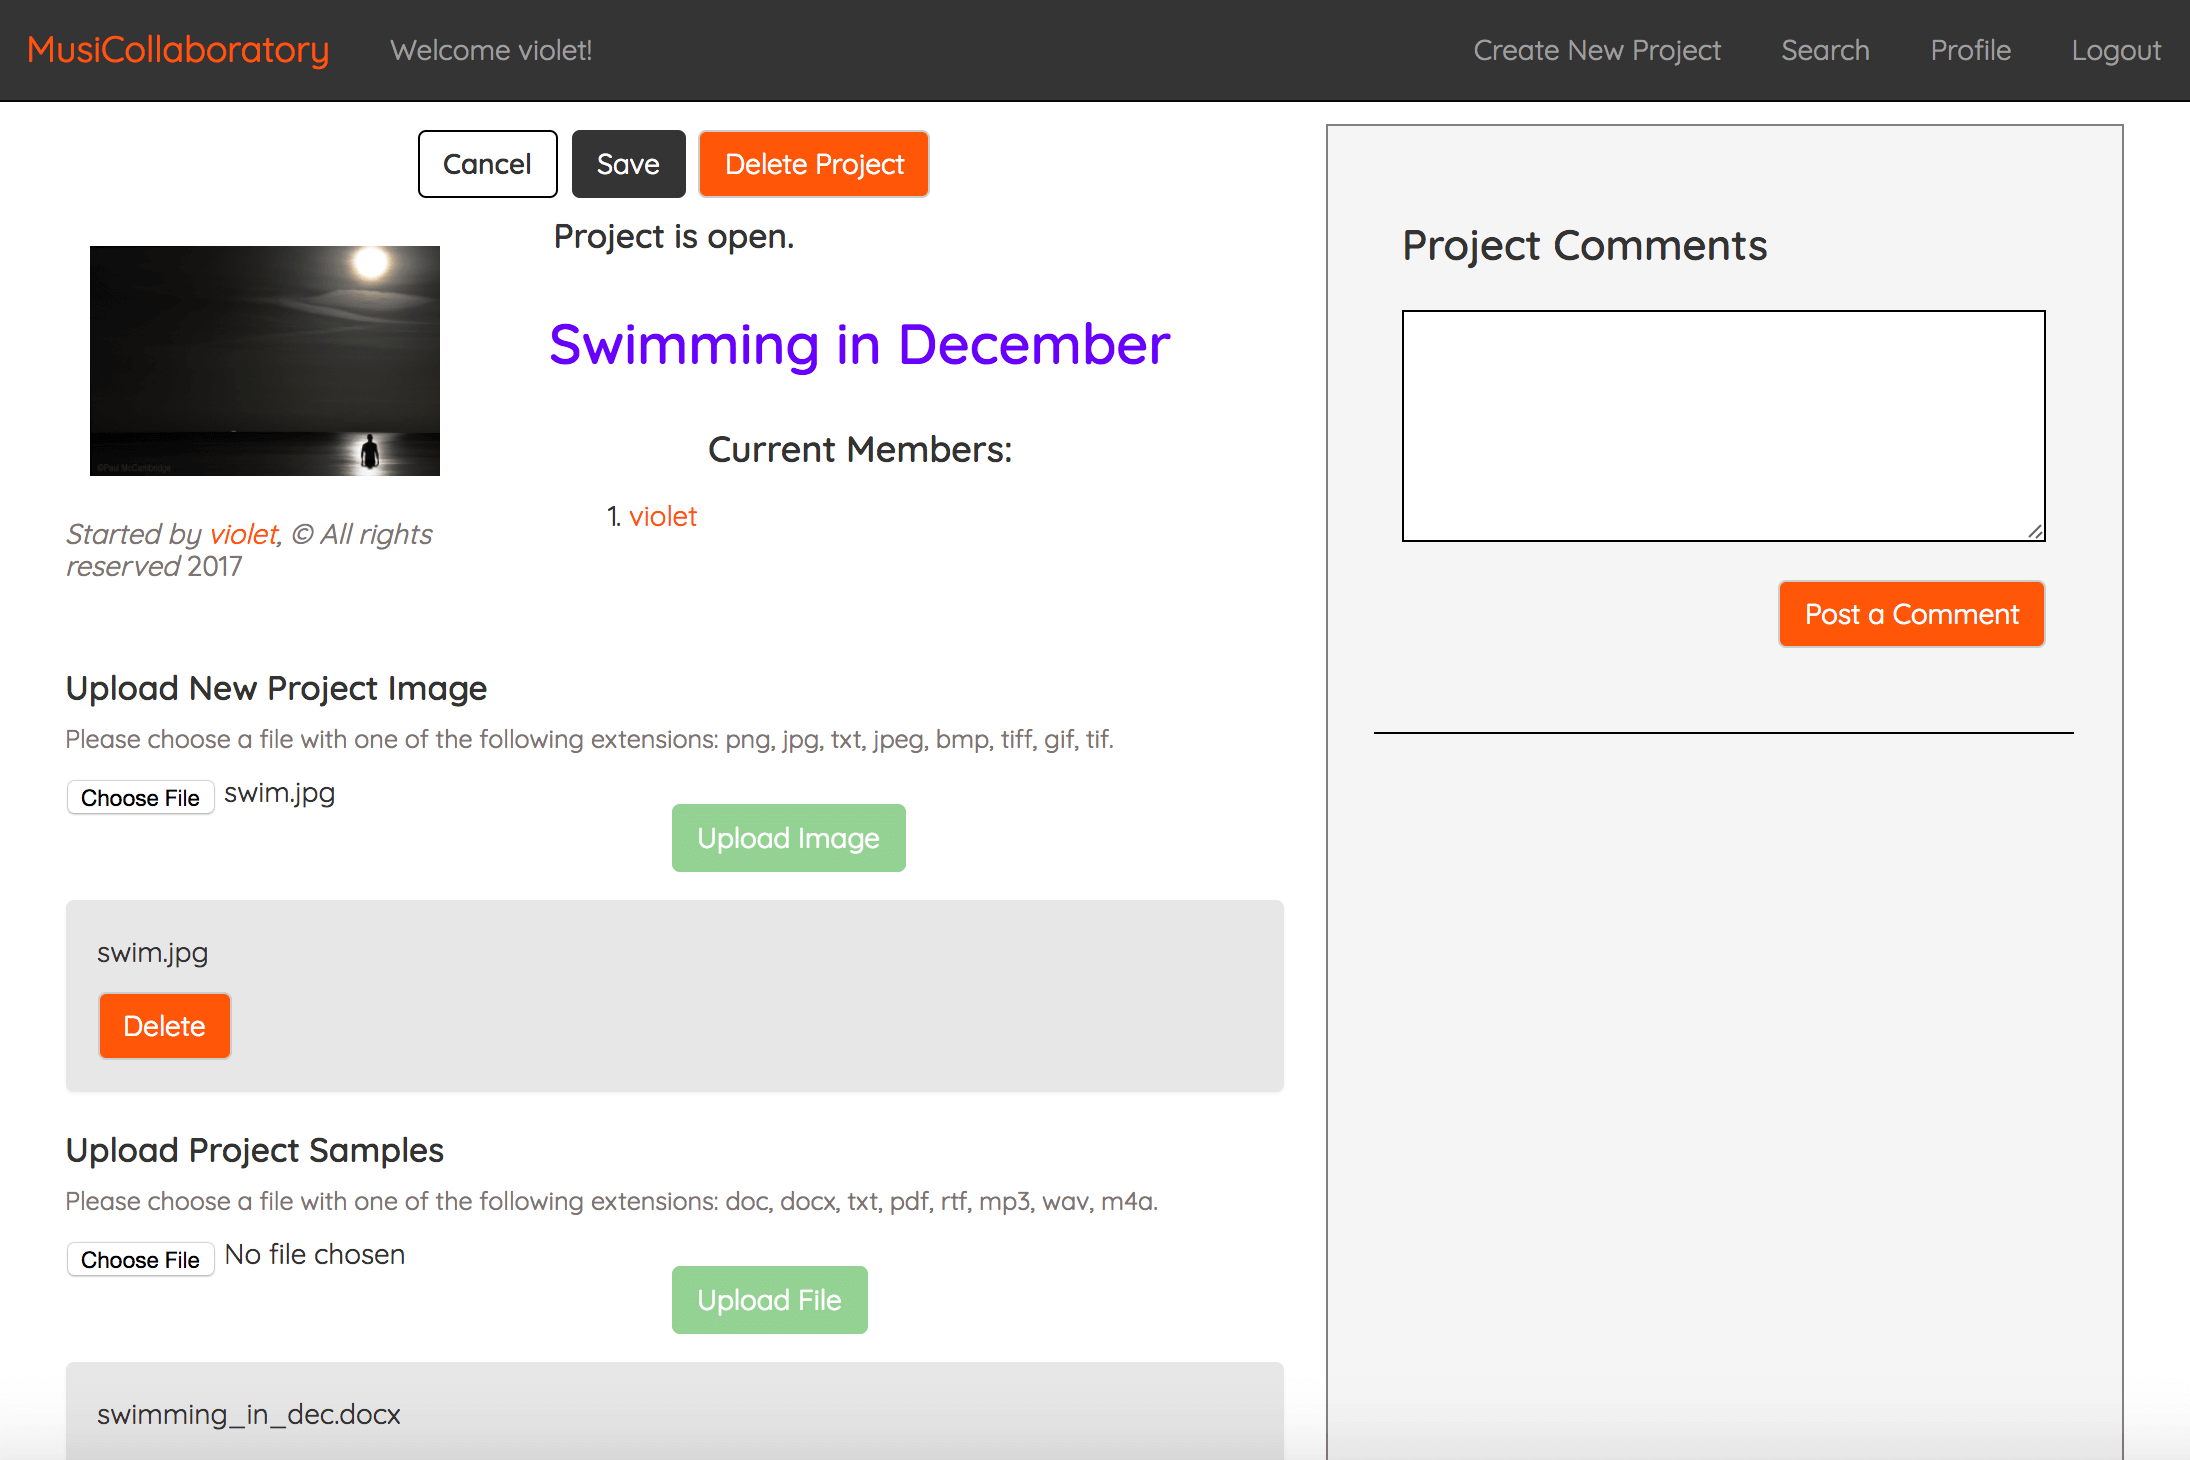 MusiCollaboratory Welcome violet! Create New Project Search Profile Logout
Cancel Save Delete Project
Project is open.
Swimming in December
Current Members:
1. violet
©Paul McCambridge
Started by violet, © All rights
reserved 2017
Upload New Project Image
Please choose a file with one of the following extensions: png, jpg, txt, jpeg, bmp, tiff, gif, tif.
Choose File swim.jpg
Upload Image
swim.jpg
Delete
Upload Project Samples
Please choose a file with one of the following extensions: doc, docx, txt, pdf, rtf, mp3, wav, m4a.
Choose File No file chosen
Upload File
swimming_in_dec.docx
Project Comments
Post a Comment